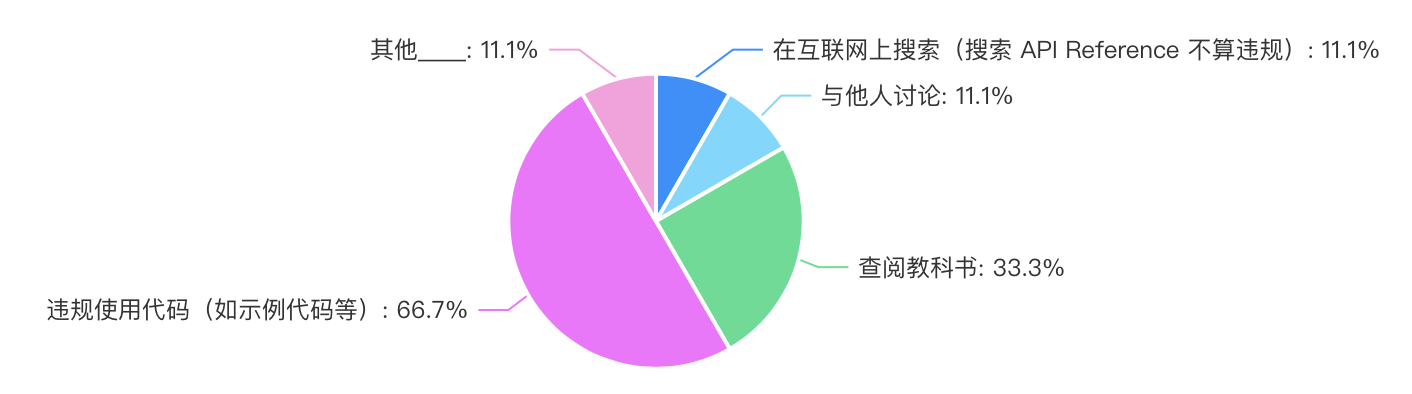 其他____: 11.1%
在互联网上搜索（搜索 API Reference 不算违规）: 11.1%
与他人讨论: 11.1%
查阅教科书: 33.3%
违规使用代码（如示例代码等）: 66.7%